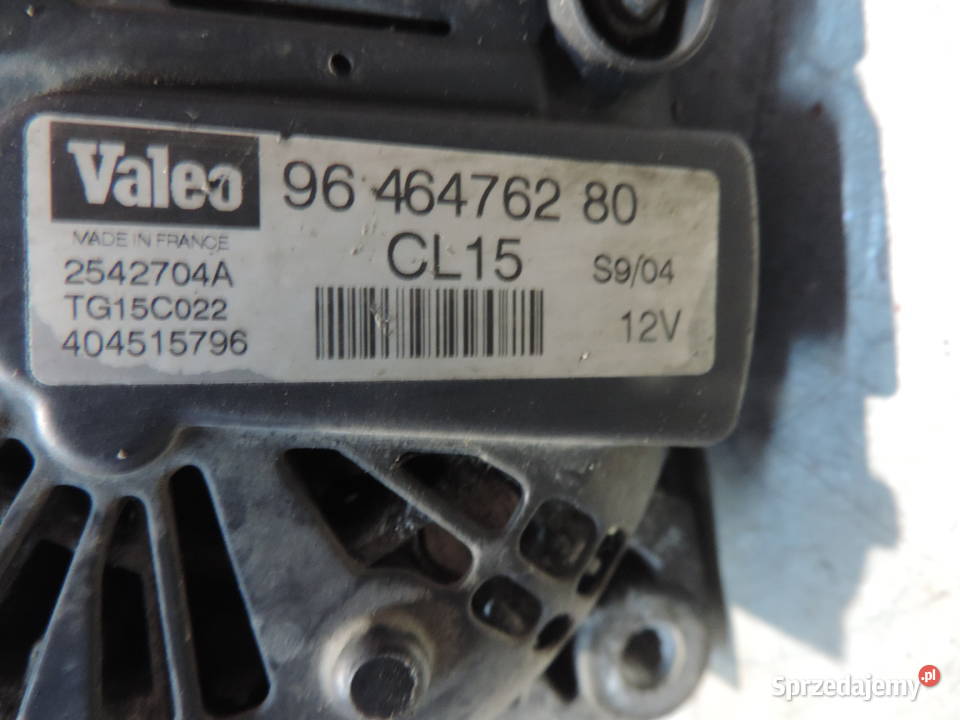 Valeo
96 464762 80
MADE IN FRANCE
CL15
2542704A
S9/04
TG15C022
12V
404515796
Sprzedajemy.pl